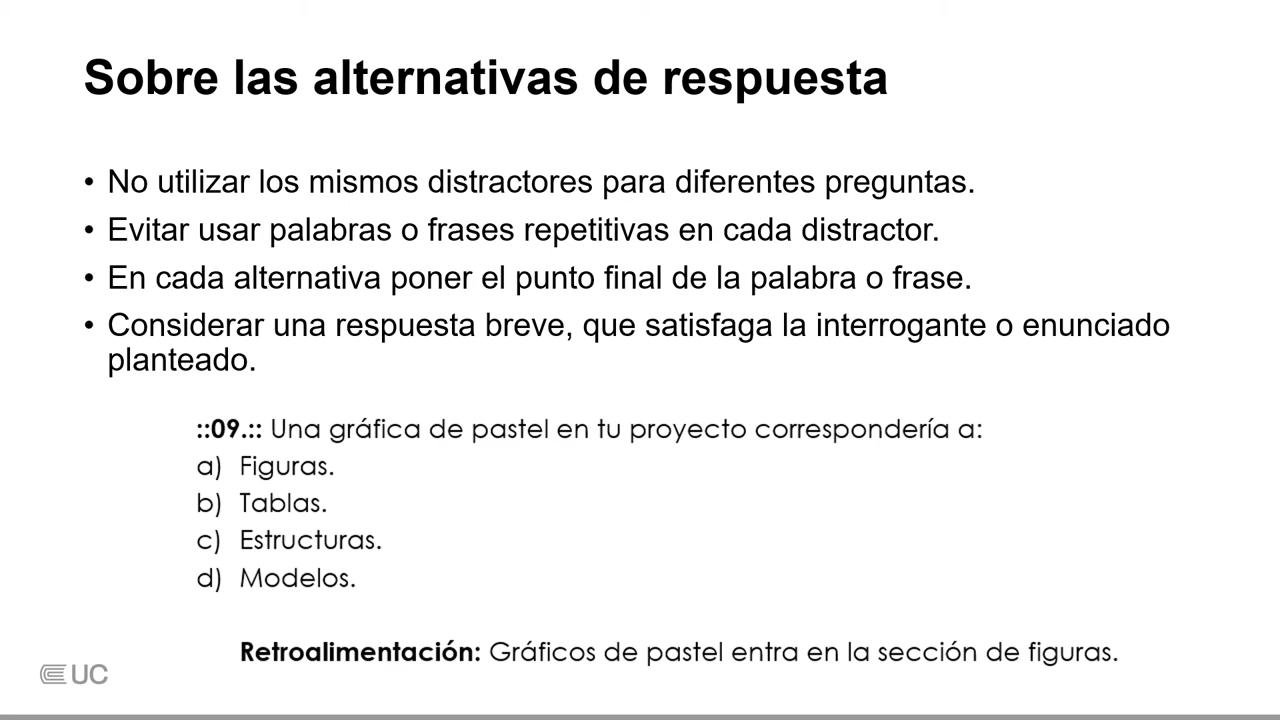 Sobre las alternativas de respuesta
• No utilizar los mismos distractores para diferentes preguntas.
• Evitar usar palabras o frases repetitivas en cada distractor.
• En cada alternativa poner el punto final de la palabra o frase.
• Considerar una respuesta breve, que satisfaga la interrogante o enunciado
planteado.
::09.:: Una gráfica de pastel en tu proyecto correspondería a:
a) Figuras.
b) Tablas.
c) Estructuras.
d) Modelos.
Retroalimentación: Gráficos de pastel entra en la sección de figuras.
UC